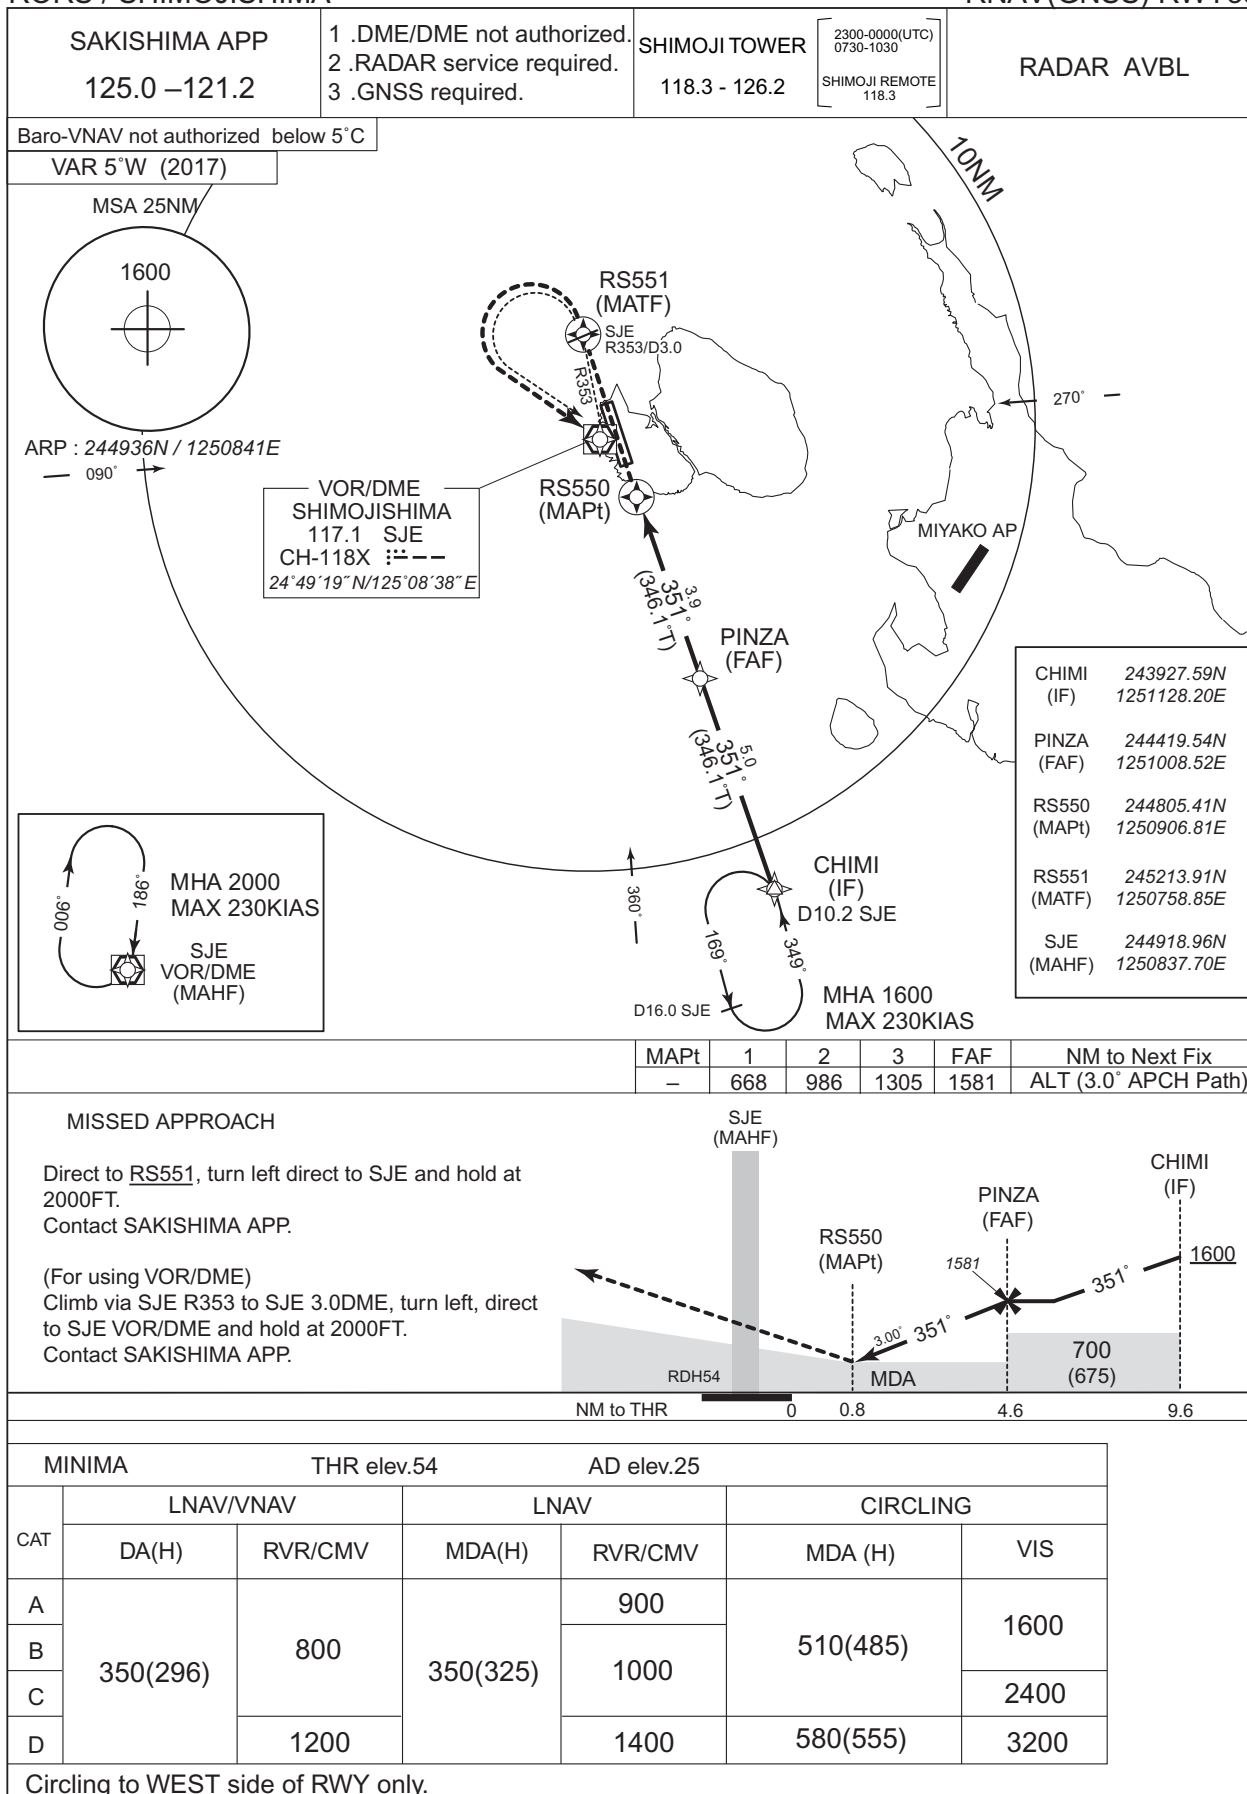 SAKISHIMA APP
125.0 –121.2
1 .DME/DME not authorized.
2 .RADAR service required.
3 .GNSS required.
SHIMOJI TOWER
118.3 - 126.2
2300-0000(UTC)
0730-1030
SHIMOJI REMOTE
118.3
RADAR AVBL
Baro-VNAV not authorized below 5˚C
VAR 5˚W (2017)
MSA 25NM
1600
ARP : 244936N / 1250841E
090˚
10NM
RS551
(MATF)
SJE
R353/D3.0
R353
270˚
VOR/DME
SHIMOJISHIMA
117.1 SJE
CH-118X
24˚49´19˝N/125˚08´38˝E
RS550
(MAPt)
MIYAKO AP
3.9
351˚
(346.1˚T)
PINZA
(FAF)
5.0
351˚
(346.1˚T)
CHIMI
(IF)
D10.2 SJE
360˚
169˚
349˚
D16.0 SJE
MHA 1600
MAX 230KIAS
006˚
186˚
MHA 2000
MAX 230KIAS
SJE
VOR/DME
(MAHF)
CHIMI 243927.59N
(IF) 1251128.20E
PINZA 244419.54N
(FAF) 1251008.52E
RS550 244805.41N
(MAPt) 1250906.81E
RS551 245213.91N
(MATF) 1250758.85E
SJE 244918.96N
(MAHF) 1250837.70E
MAPt 1 2 3 FAF NM to Next Fix
– 668 986 1305 1581 ALT (3.0˚ APCH Path)
MISSED APPROACH
Direct to RS551, turn left direct to SJE and hold at
2000FT.
Contact SAKISHIMA APP.
(For using VOR/DME)
Climb via SJE R353 to SJE 3.0DME, turn left, direct
to SJE VOR/DME and hold at 2000FT.
Contact SAKISHIMA APP.
SJE
(MAHF)
RS550
(MAPt)
PINZA
(FAF)
CHIMI
(IF)
1581
1600
351˚
3.00˚ 351˚
700
(675)
RDH54
MDA
NM to THR 0 0.8 4.6 9.6
MINIMA THR elev.54 AD elev.25
CAT LNAV/VNAV LNAV CIRCLING
DA(H) RVR/CMV MDA(H) RVR/CMV MDA (H) VIS
A 350(296) 800 350(325) 900 510(485) 1600
B 1000
C 2400
D 1200 1400 580(555) 3200
Circling to WEST side of RWY only.